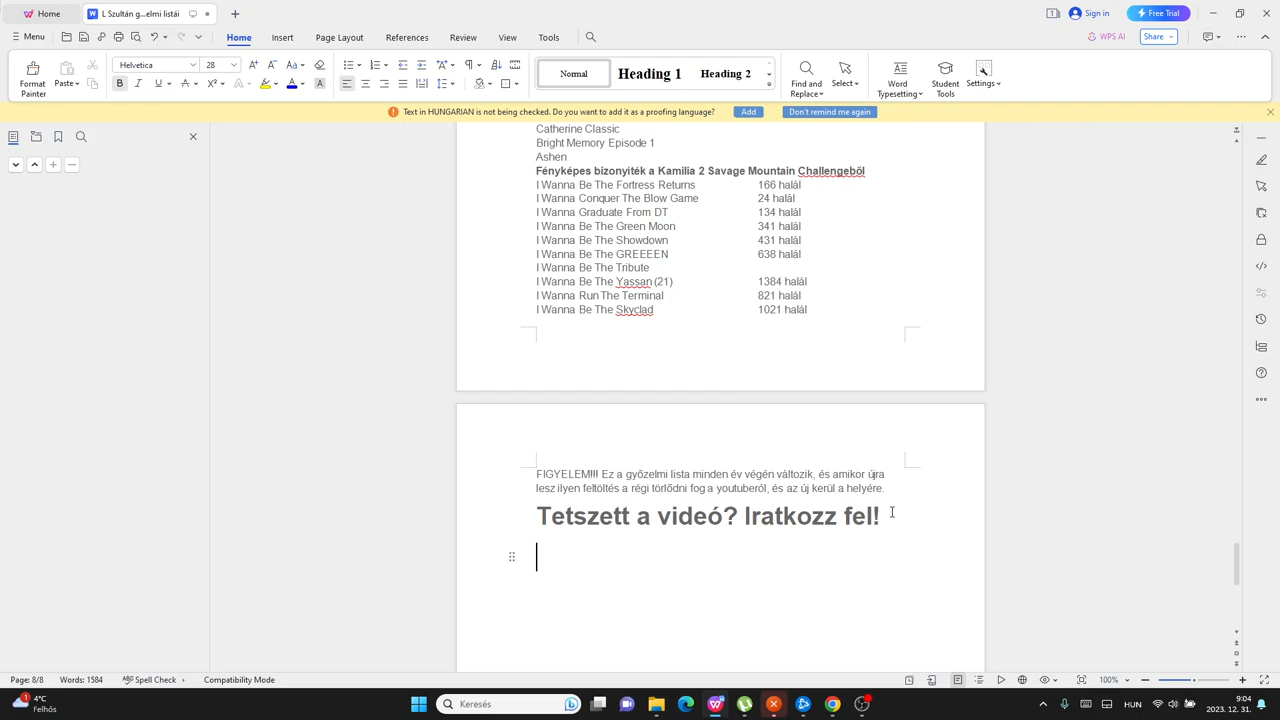 Home
L Szultán g...elmi listái
Sign in
Free Trial
Menu
Home
Insert
Page Layout
References
Review
View
Tools
WPS AI
Share
Format Painter
Paste
Helvetica
28
Normal
Heading 1
Heading 2
Find and Replace
Select
Word Typesetting
Student Tools
Settings
Text in HUNGARIAN is not being checked. Do you want to add it as a proofing language?
Add
Don't remind me again
Catherine Classic
Bright Memory Episode 1
Ashen
Fényképes bizonyiték a Kamilia 2 Savage Mountain Challengeböl
I Wanna Be The Fortress Returns 166 halál
I Wanna Conquer The Blow Game 24 halál
I Wanna Graduate From DT 134 halál
I Wanna Be The Green Moon 341 halál
I Wanna Be The Showdown 431 halál
I Wanna Be The GREEEEN 638 halál
I Wanna Be The Tribute
I Wanna Be The Yassan (21) 1384 halál
I Wanna Run The Terminal 821 halál
I Wanna Be The Skyclad 1021 halál
FIGYELEM!!! Ez a győzelmi lista minden év végén változik, és amikor újra
lesz ilyen feltöltés a régi törlődni fog a youtuberól, és az új kerül a helyére.
Tetszett a videó? Iratkozz fel!
Page: 8/8
Words: 1584
Spell Check
Compatibility Mode
100%
1
4°C
Felhős
Keresés
HUN
9:04
2023. 12. 31.